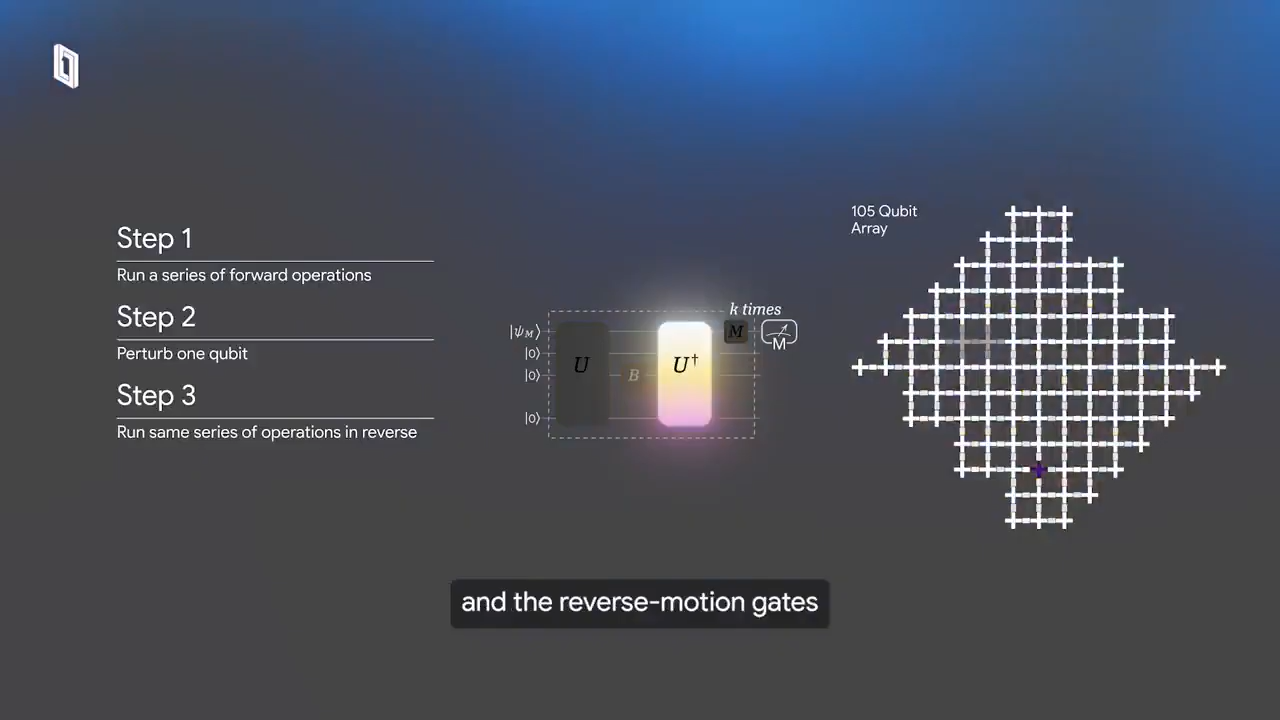 Step 1
Run a series of forward operations
Step 2
Perturb one qubit
Step 3
Run same series of operations in reverse
k times
|ψM⟩
|0⟩
|0⟩
|0⟩
U
B
U†
M
M
105 Qubit
Array
and the reverse-motion gates